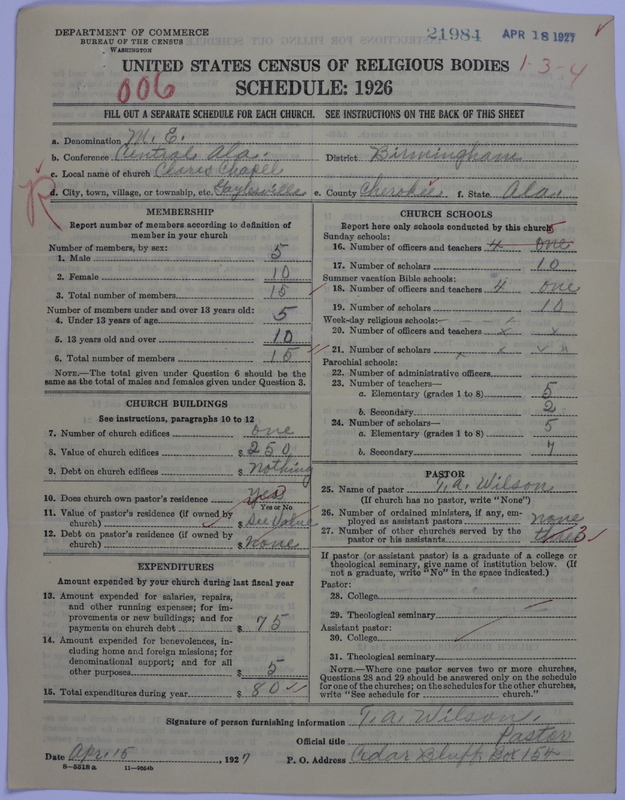 DEPARTMENT OF COMMERCE
BUREAU OF THE CENSUS
WASHINGTON
21984 APR 18 1927
UNITED STATES CENSUS OF RELIGIOUS BODIES
1-3-4
006
SCHEDULE: 1926
FILL OUT A SEPARATE SCHEDULE FOR EACH CHURCH. SEE INSTRUCTIONS ON THE BACK OF THIS SHEET
a. Denomination M. E.
b. Conference Central Ala. District Birmingham
c. Local name of church Chapel
d. City, town, village, or township, etc. Gaylesville e. County Cherokee f. State Ala.
MEMBERSHIP
Report number of members according to definition of
member in your church
Number of members, by sex:
1. Male 5
2. Female 10
3. Total number of members 15
Number of members under and over 13 years old:
4. Under 13 years of age 5
5. 13 years old and over 10
6. Total number of members 15
NOTE.—The total given under Question 6 should be
same as the total of males and females given under Question 3.
CHURCH BUILDINGS
See instructions, paragraphs 10 to 12
7. Number of church edifices one
8. Value of church edifices $ 250
9. Debt on church edifices $ nothing
10. Does church own pastor's residence yes
Yes or No
11. Value of pastor's residence (if owned by
church) $ See Value
12. Debt on pastor's residence (if owned by
church) $ none
EXPENDITURES
Amount expended by your church during last fiscal year
13. Amount expended for salaries, repairs,
and other running expenses; for im-
provements or new buildings; and for
payments on church debt $ 75
14. Amount expended for benevolences, in-
cluding home and foreign missions; for
denominational support; and for all
other purposes $ 5
15. Total expenditures during year $ 80
CHURCH SCHOOLS
Report here only schools conducted by this church
Sunday schools:
16. Number of officers and teachers 4 one
17. Number of scholars 10
Summer vacation Bible schools:
18. Number of officers and teachers 4 one
19. Number of scholars 10
Week-day religious schools:
20. Number of officers and teachers x x
21. Number of scholars x
Parochial schools:
22. Number of administrative officers
23. Number of teachers—
a. Elementary (grades 1 to 8) 5
b. Secondary 2
24. Number of scholars—
a. Elementary (grades 1 to 8) 5
b. Secondary 7
PASTOR
25. Name of pastor T. A. Wilson
(If church has no pastor, write "None")
26. Number of ordained ministers, if any, em-
ployed as assistant pastors none
27. Number of other churches served by the
pastor or his assistants three 3
If pastor (or assistant pastor) is a graduate of a college or
theological seminary, give name of institution below. (If
not a graduate, write "No" in the space indicated.)
Pastor:
28. College
29. Theological seminary
Assistant pastor:
30. College
31. Theological seminary
NOTE.—Where one pastor serves two or more churches,
Questions 28 and 29 should be answered only on the schedule
for one of the churches; on the schedules for the other churches,
write "See schedule for church."
Signature of person furnishing information T. A. Wilson.
Official title Pastor
Date Apr. 15, 1927 P. O. Address Cedar Bluff Box 154
8—5518a 11—9664b